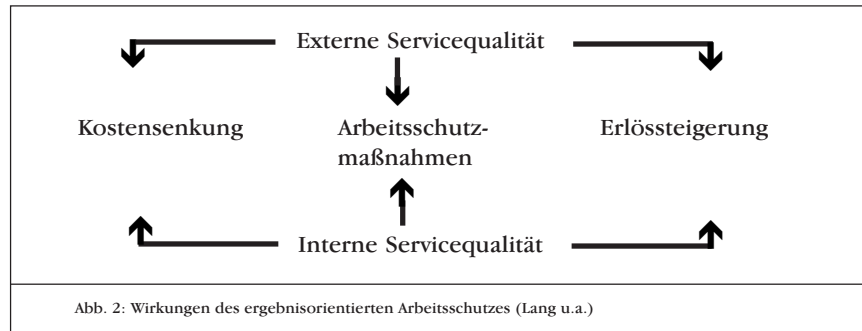 Externe Servicequalität
Kostensenkung Arbeitsschutz- Erlössteigerung
maßnahmen
Interne Servicequalität
Abb. 2: Wirkungen des ergebnisorientierten Arbeitsschutzes (Lang u.a.)